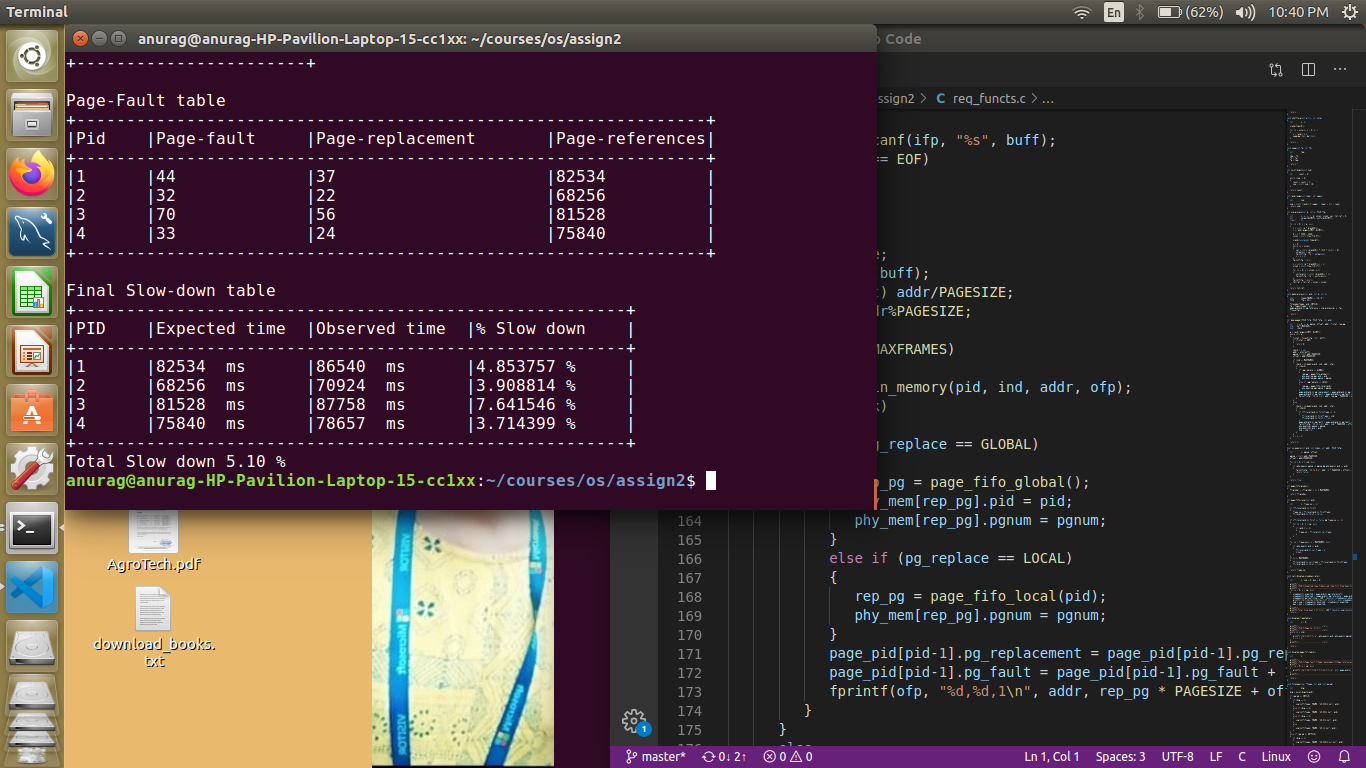 Terminal
En
(62%)
10:40 PM
anurag@anurag-HP-Pavilion-Laptop-15-cc1xx: ~/courses/os/assign2
Code
+-----------------------+
Page-Fault table
+---------------------------------------------------------------+
|Pid |Page-fault |Page-replacement |Page-references|
+---------------------------------------------------------------+
|1 |44 |37 |82534 |
|2 |32 |22 |68256 |
|3 |70 |56 |81528 |
|4 |33 |24 |75840 |
+---------------------------------------------------------------+
Final Slow-down table
+-------------------------------------------------------+
|PID |Expected time |Observed time |% Slow down |
+-------------------------------------------------------+
|1 |82534 ms |86540 ms |4.853757 % |
|2 |68256 ms |70924 ms |3.908814 % |
|3 |81528 ms |87758 ms |7.641546 % |
|4 |75840 ms |78657 ms |3.714399 % |
+-------------------------------------------------------+
Total Slow down 5.10 %
anurag@anurag-HP-Pavilion-Laptop-15-cc1xx:~/courses/os/assign2$
ssign2 > C req_functs.c > ...
anf(ifp, "%s", buff);
== EOF)
e;
buff);
) addr/PAGESIZE;
dr%PAGESIZE;
MAXFRAMES)
in_memory(pid, ind, addr, ofp);
g_replace == GLOBAL)
_pg = page_fifo_global();
y_mem[rep_pg].pid = pid;
164 phy_mem[rep_pg].pgnum = pgnum;
165 }
166 else if (pg_replace == LOCAL)
167 {
168 rep_pg = page_fifo_local(pid);
169 phy_mem[rep_pg].pgnum = pgnum;
170 }
171 page_pid[pid-1].pg_replacement = page_pid[pid-1].pg_re
172 page_pid[pid-1].pg_fault = page_pid[pid-1].pg_fault +
173 fprintf(ofp, "%d,%d,1\n", addr, rep_pg * PAGESIZE + of
174 }
175 }
AgroTech.pdf
download_books.
txt
VISITOR
Microsoft
1
master* 0↓ 2↑ 0 0
Ln 1, Col 1 Spaces: 3 UTF-8 LF C Linux